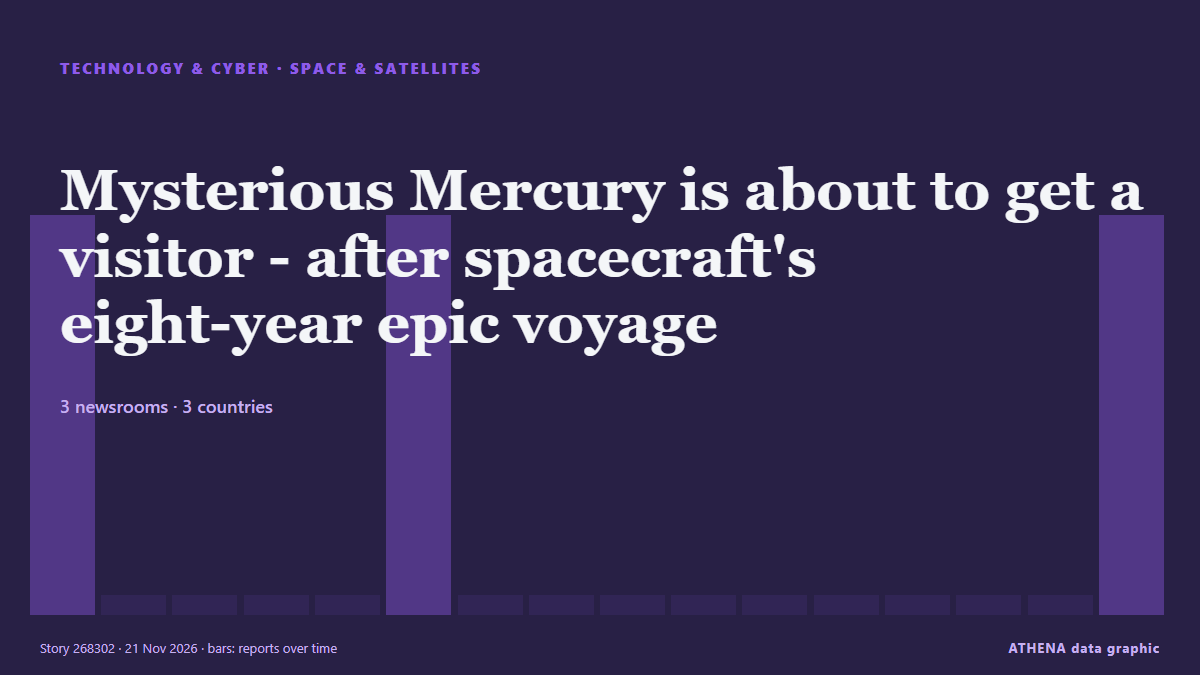 TECHNOLOGY & CYBER · SPACE & SATELLITES
Mysterious Mercury is about to get a
visitor - after spacecraft's
eight-year epic voyage
3 newsrooms · 3 countries
Story 268302 · 21 Nov 2026 · bars: reports over time
ATHENA data graphic